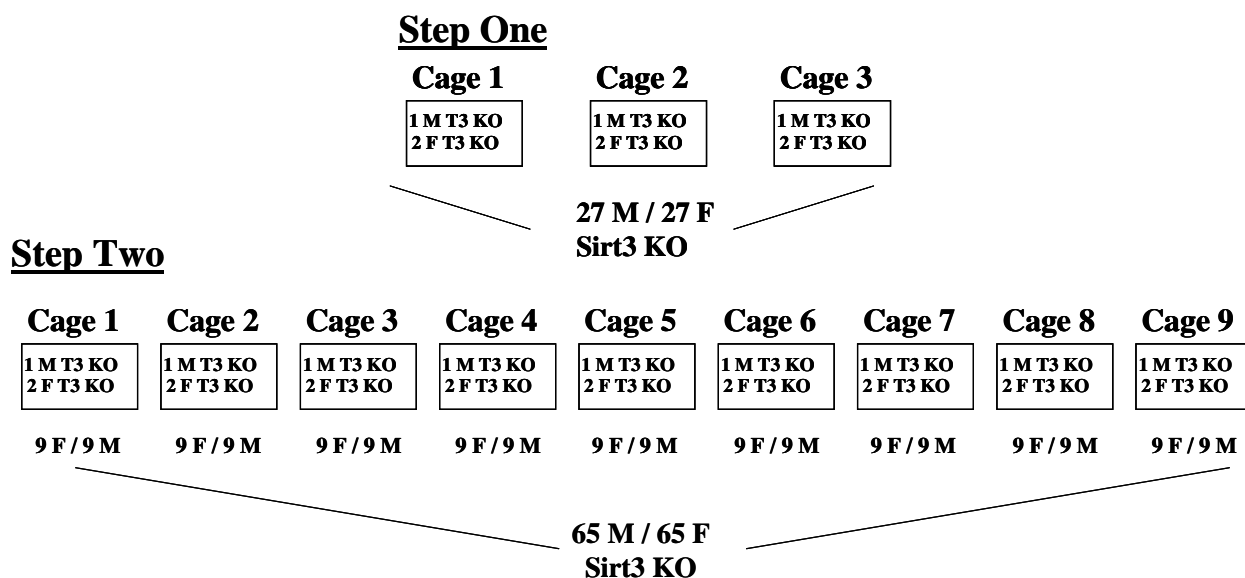 Step One
Cage 1 Cage 2 Cage 3
1 M T3 KO 1 M T3 KO 1 M T3 KO
2 F T3 KO 2 F T3 KO 2 F T3 KO
27 M / 27 F
Sirt3 KO
Step Two
Cage 1 Cage 2 Cage 3 Cage 4 Cage 5 Cage 6 Cage 7 Cage 8 Cage 9
1 M T3 KO 1 M T3 KO 1 M T3 KO 1 M T3 KO 1 M T3 KO 1 M T3 KO 1 M T3 KO 1 M T3 KO 1 M T3 KO
2 F T3 KO 2 F T3 KO 2 F T3 KO 2 F T3 KO 2 F T3 KO 2 F T3 KO 2 F T3 KO 2 F T3 KO 2 F T3 KO
9 F / 9 M 9 F / 9 M 9 F / 9 M 9 F / 9 M 9 F / 9 M 9 F / 9 M 9 F / 9 M 9 F / 9 M 9 F / 9 M
65 M / 65 F
Sirt3 KO